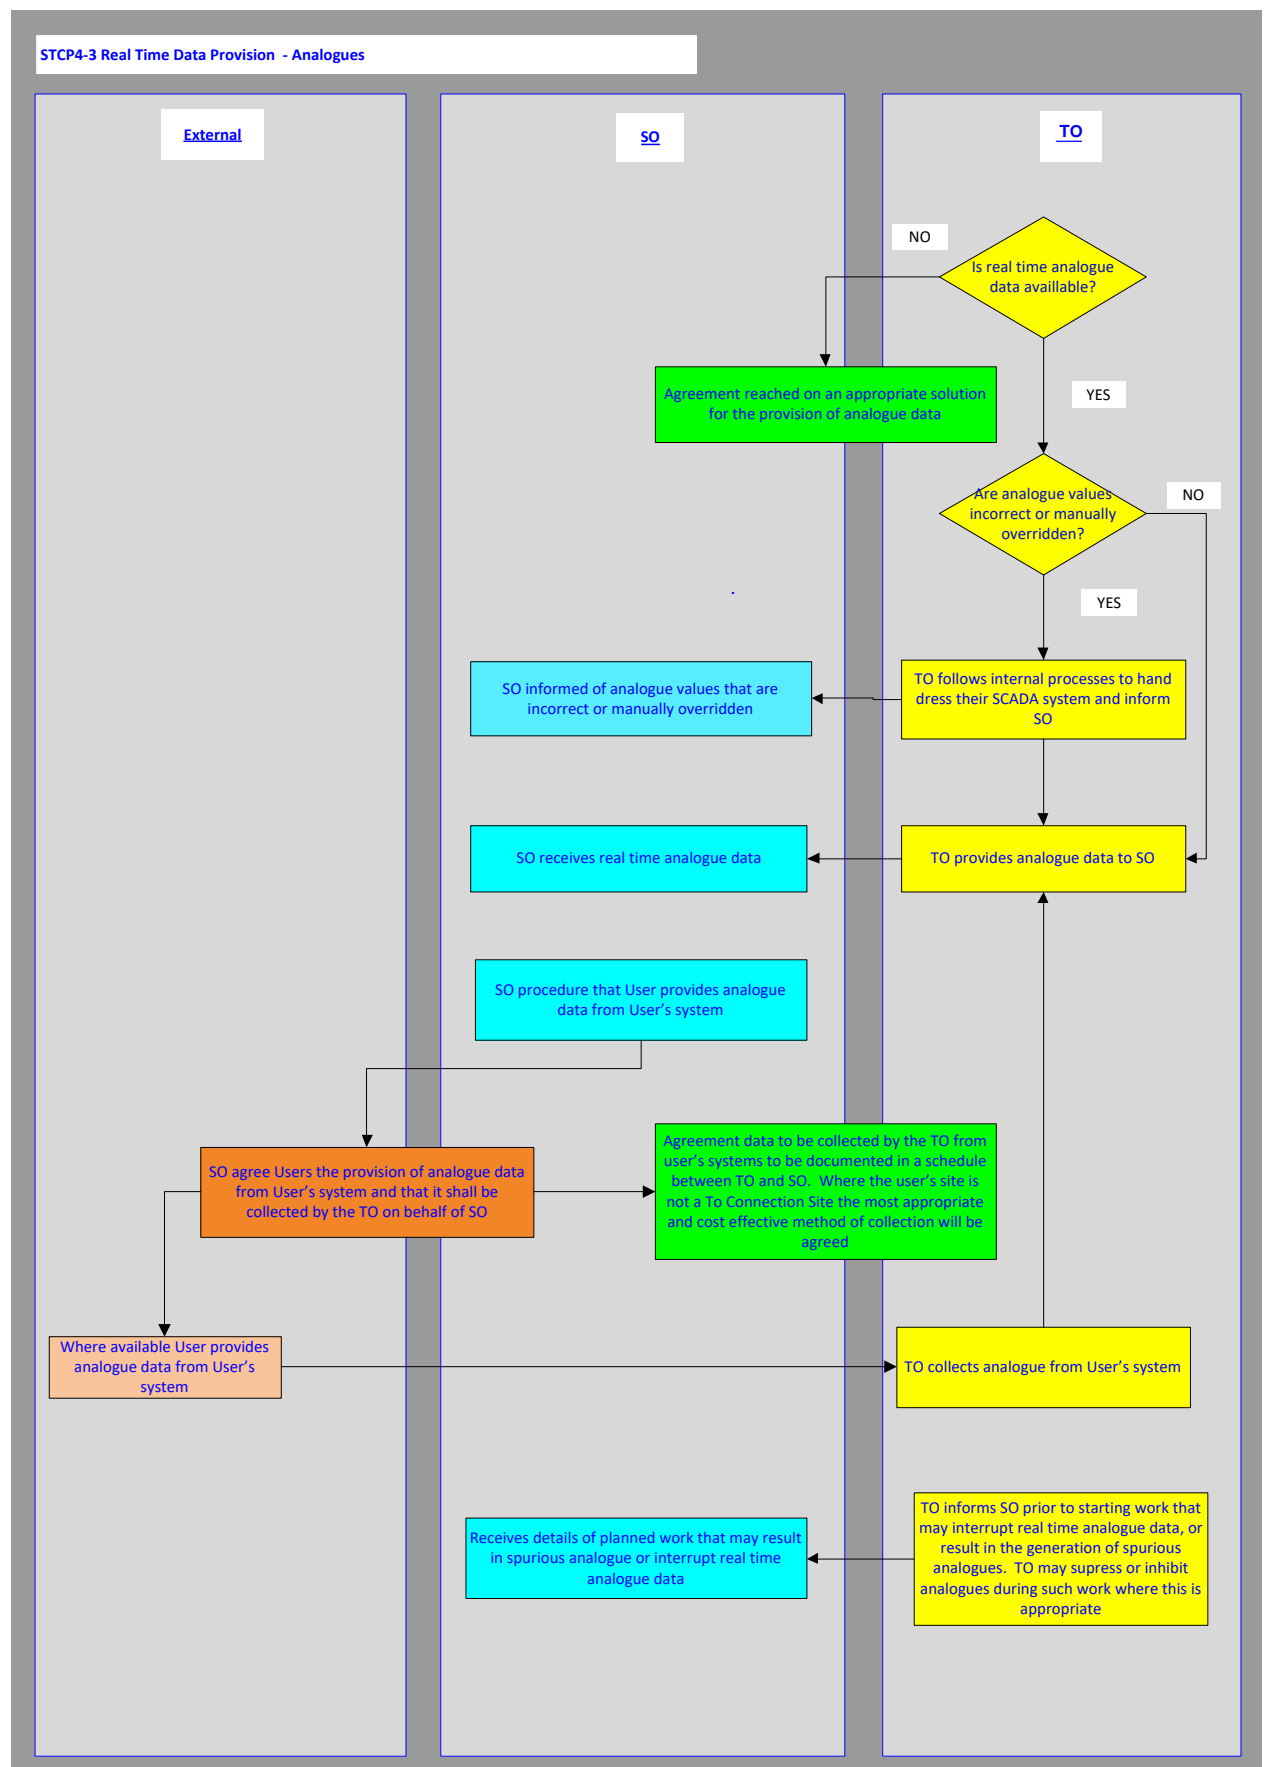 STCP4-3 Real Time Data Provision - Analogues
External
SO
TO
NO
Is real time analogue
data availlable?
Agreement reached on an appropriate solution
for the provision of analogue data
YES
Are analogue values
incorrect or manually
overridden?
NO
YES
SO informed of analogue values that are
incorrect or manually overridden
TO follows internal processes to hand
dress their SCADA system and inform
SO
SO receives real time analogue data
TO provides analogue data to SO
SO procedure that User provides analogue
data from User’s system
SO agree Users the provision of analogue data
from User’s system and that it shall be
collected by the TO on behalf of SO
Agreement data to be collected by the TO from
user’s systems to be documented in a schedule
between TO and SO. Where the user’s site is
not a To Connection Site the most appropriate
and cost effective method of collection will be
agreed
Where available User provides
analogue data from User’s
system
TO collects analogue from User’s system
Receives details of planned work that may result
in spurious analogue or interrupt real time
analogue data
TO informs SO prior to starting work that
may interrupt real time analogue data, or
result in the generation of spurious
analogues. TO may supress or inhibit
analogues during such work where this is
appropriate